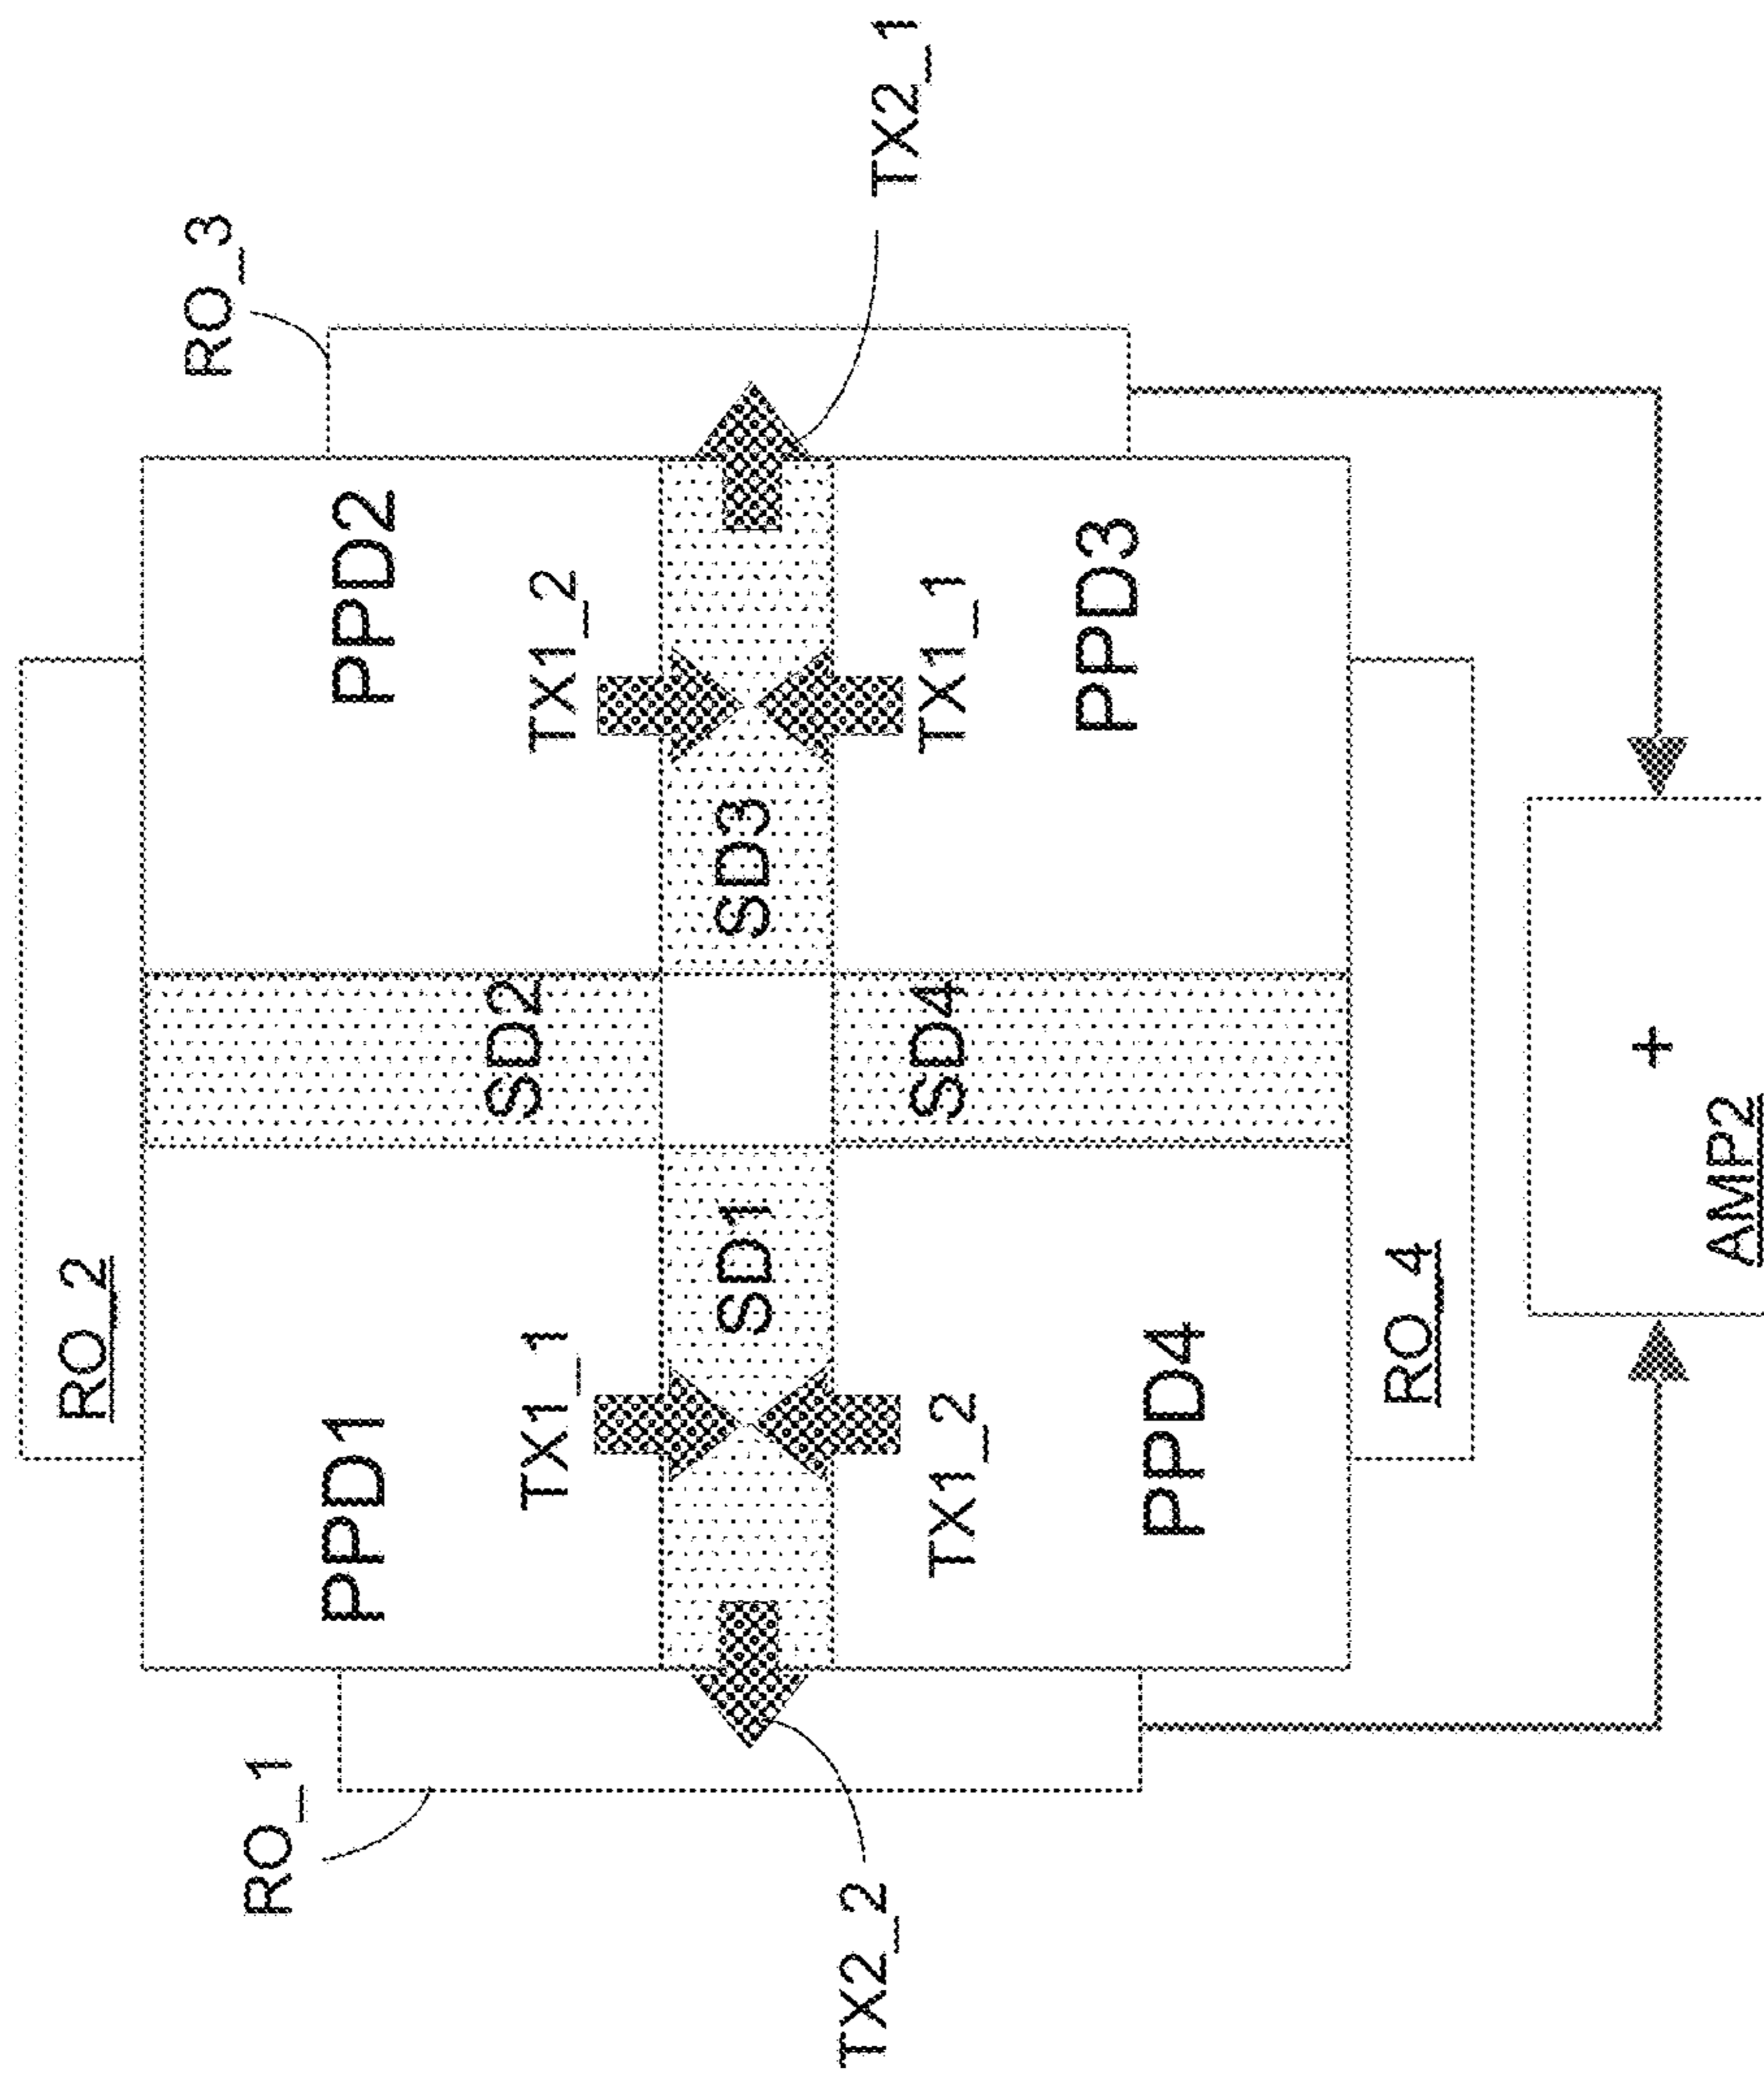 RO_2
RO_1
RO_3
PPD1
PPD2
TX1_1
SD2
TX1_2
SD1
SD3
TX2_2
TX2_1
TX1_2
SD4
TX1_1
PPD4
PPD3
RO_4
+
AMP2